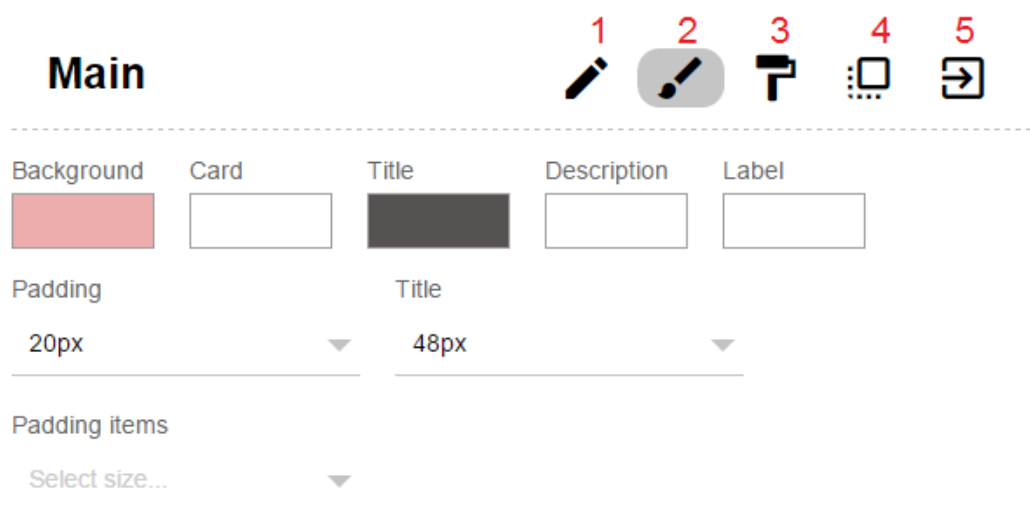 1 2 3 4 5
Main
Background Card Title Description Label
Padding Title
20px 48px
Padding items
Select size...